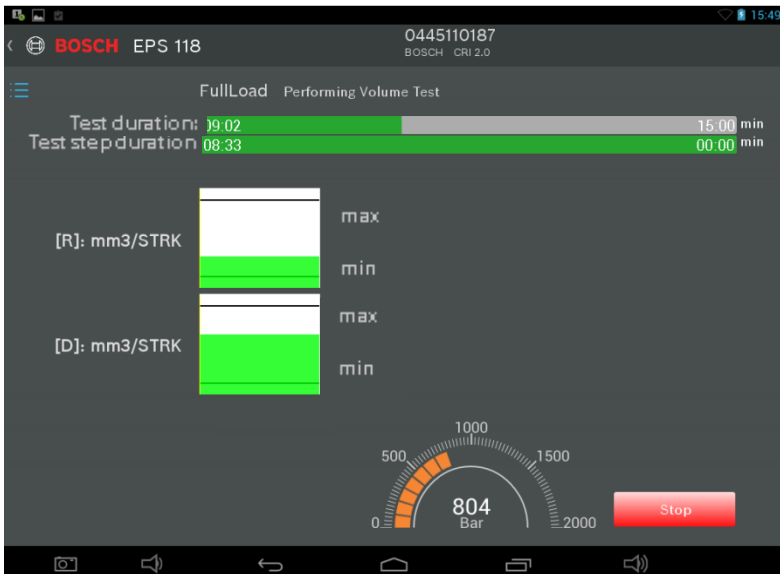 15:49
BOSCH EPS 118
0445110187
BOSCH CRI 2.0
FullLoad Performing Volume Test
Test duration: 09:02 15:00 min
Test step duration 08:33 00:00 min
max
[R]: mm3/STRK
min
max
[D]: mm3/STRK
min
1000
500 1500
804
Bar
0 2000
Stop